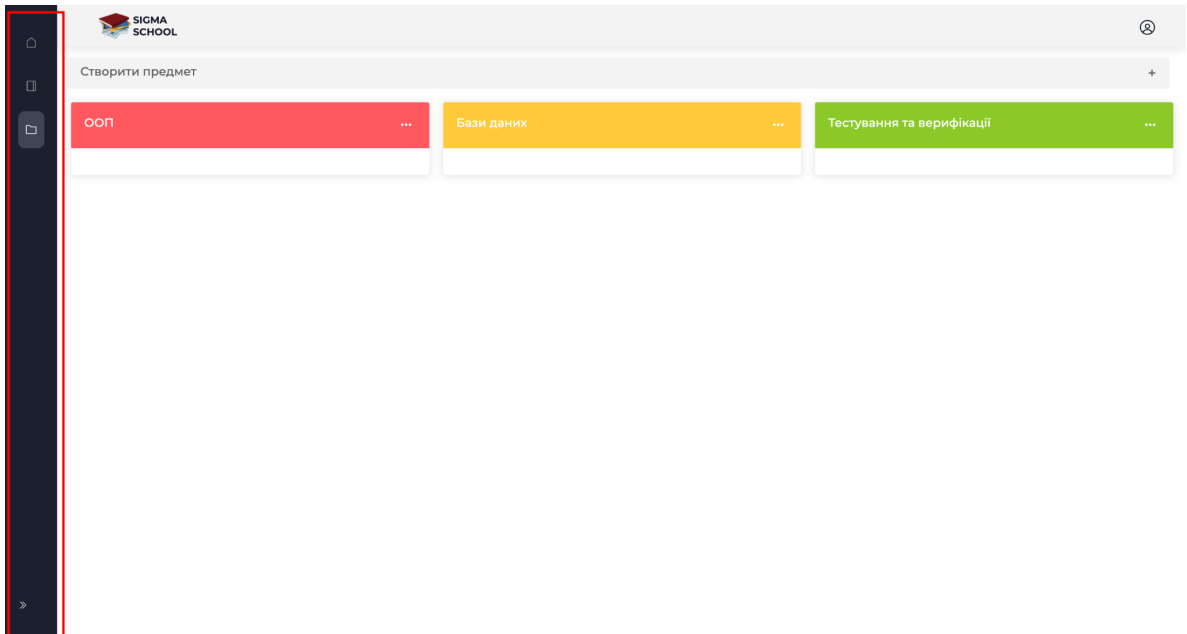 SIGMA
SCHOOL
Створити предмет +
ООП ...
Бази даних ...
Тестування та верифікації ...